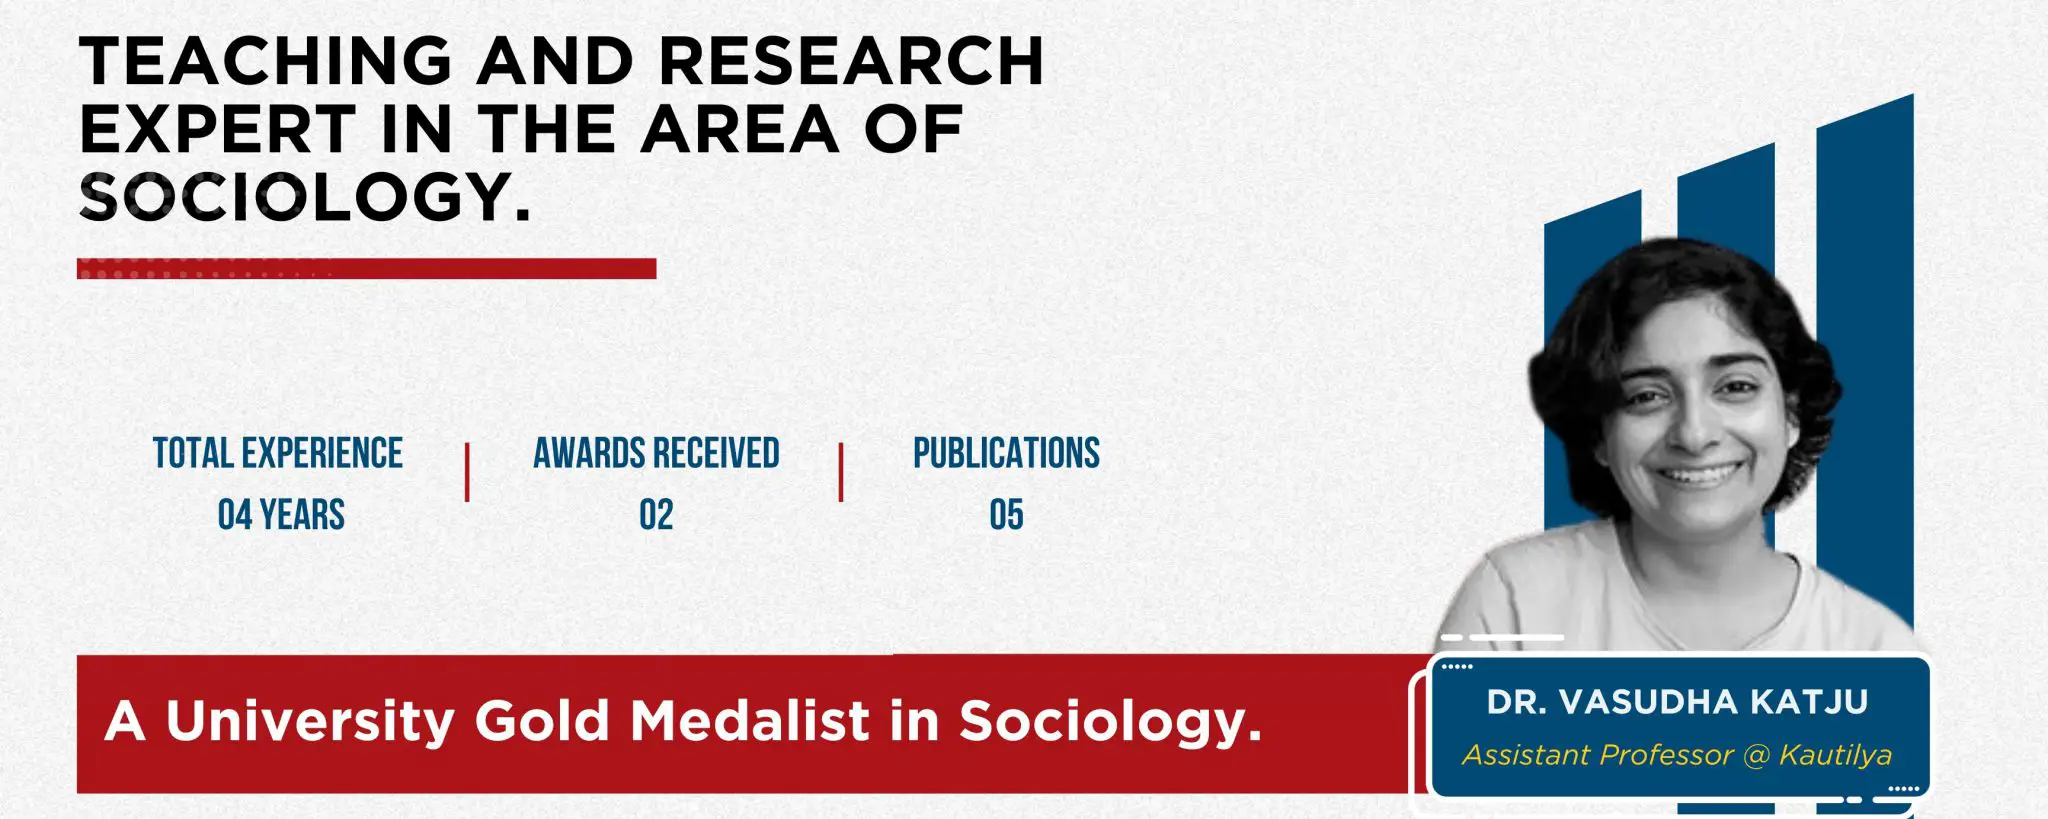 TEACHING AND RESEARCH
EXPERT IN THE AREA OF
SOCIOLOGY.
TOTAL EXPERIENCE
04 YEARS
AWARDS RECEIVED
02
PUBLICATIONS
05
A University Gold Medalist in Sociology.
DR. VASUDHA KATJU
Assistant Professor @ Kautilya